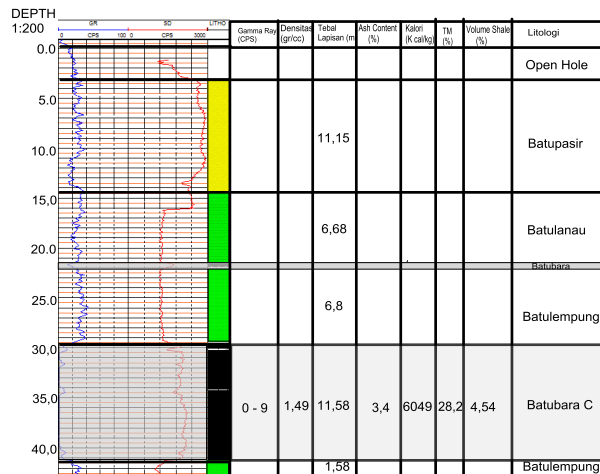 DEPTH
1:200
GR
SD
LITHO
CPS 100 0 CPS 3000
Gamma Ray (CPS)
Densitas (gr/cc)
Tebal Lapisan (m
Ash Content (%)
Kalori (K cal/kg)
TM (%)
Volume Shale (%)
Litologi
0.0
Open Hole
5.0
10.0
11,15
Batupasir
15.0
20.0
6,68
Batulanau
Batubara
25.0
6,8
Batulempung
30.0
35.0
0 - 9
1,49
11,58
3,4
6049
28,2
4,54
Batubara C
40.0
1,58
Batulempung